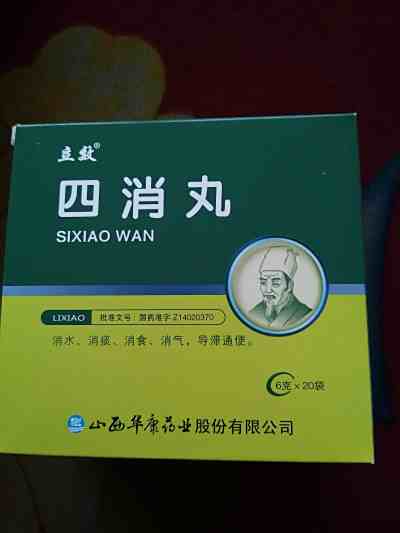 立效®
四消丸
SIXIAO WAN
LIXIAO 批准文号：国药准字Z14020370
消水、消痰、消食、消气，导滞通便。
6克×20袋
山西华康药业股份有限公司